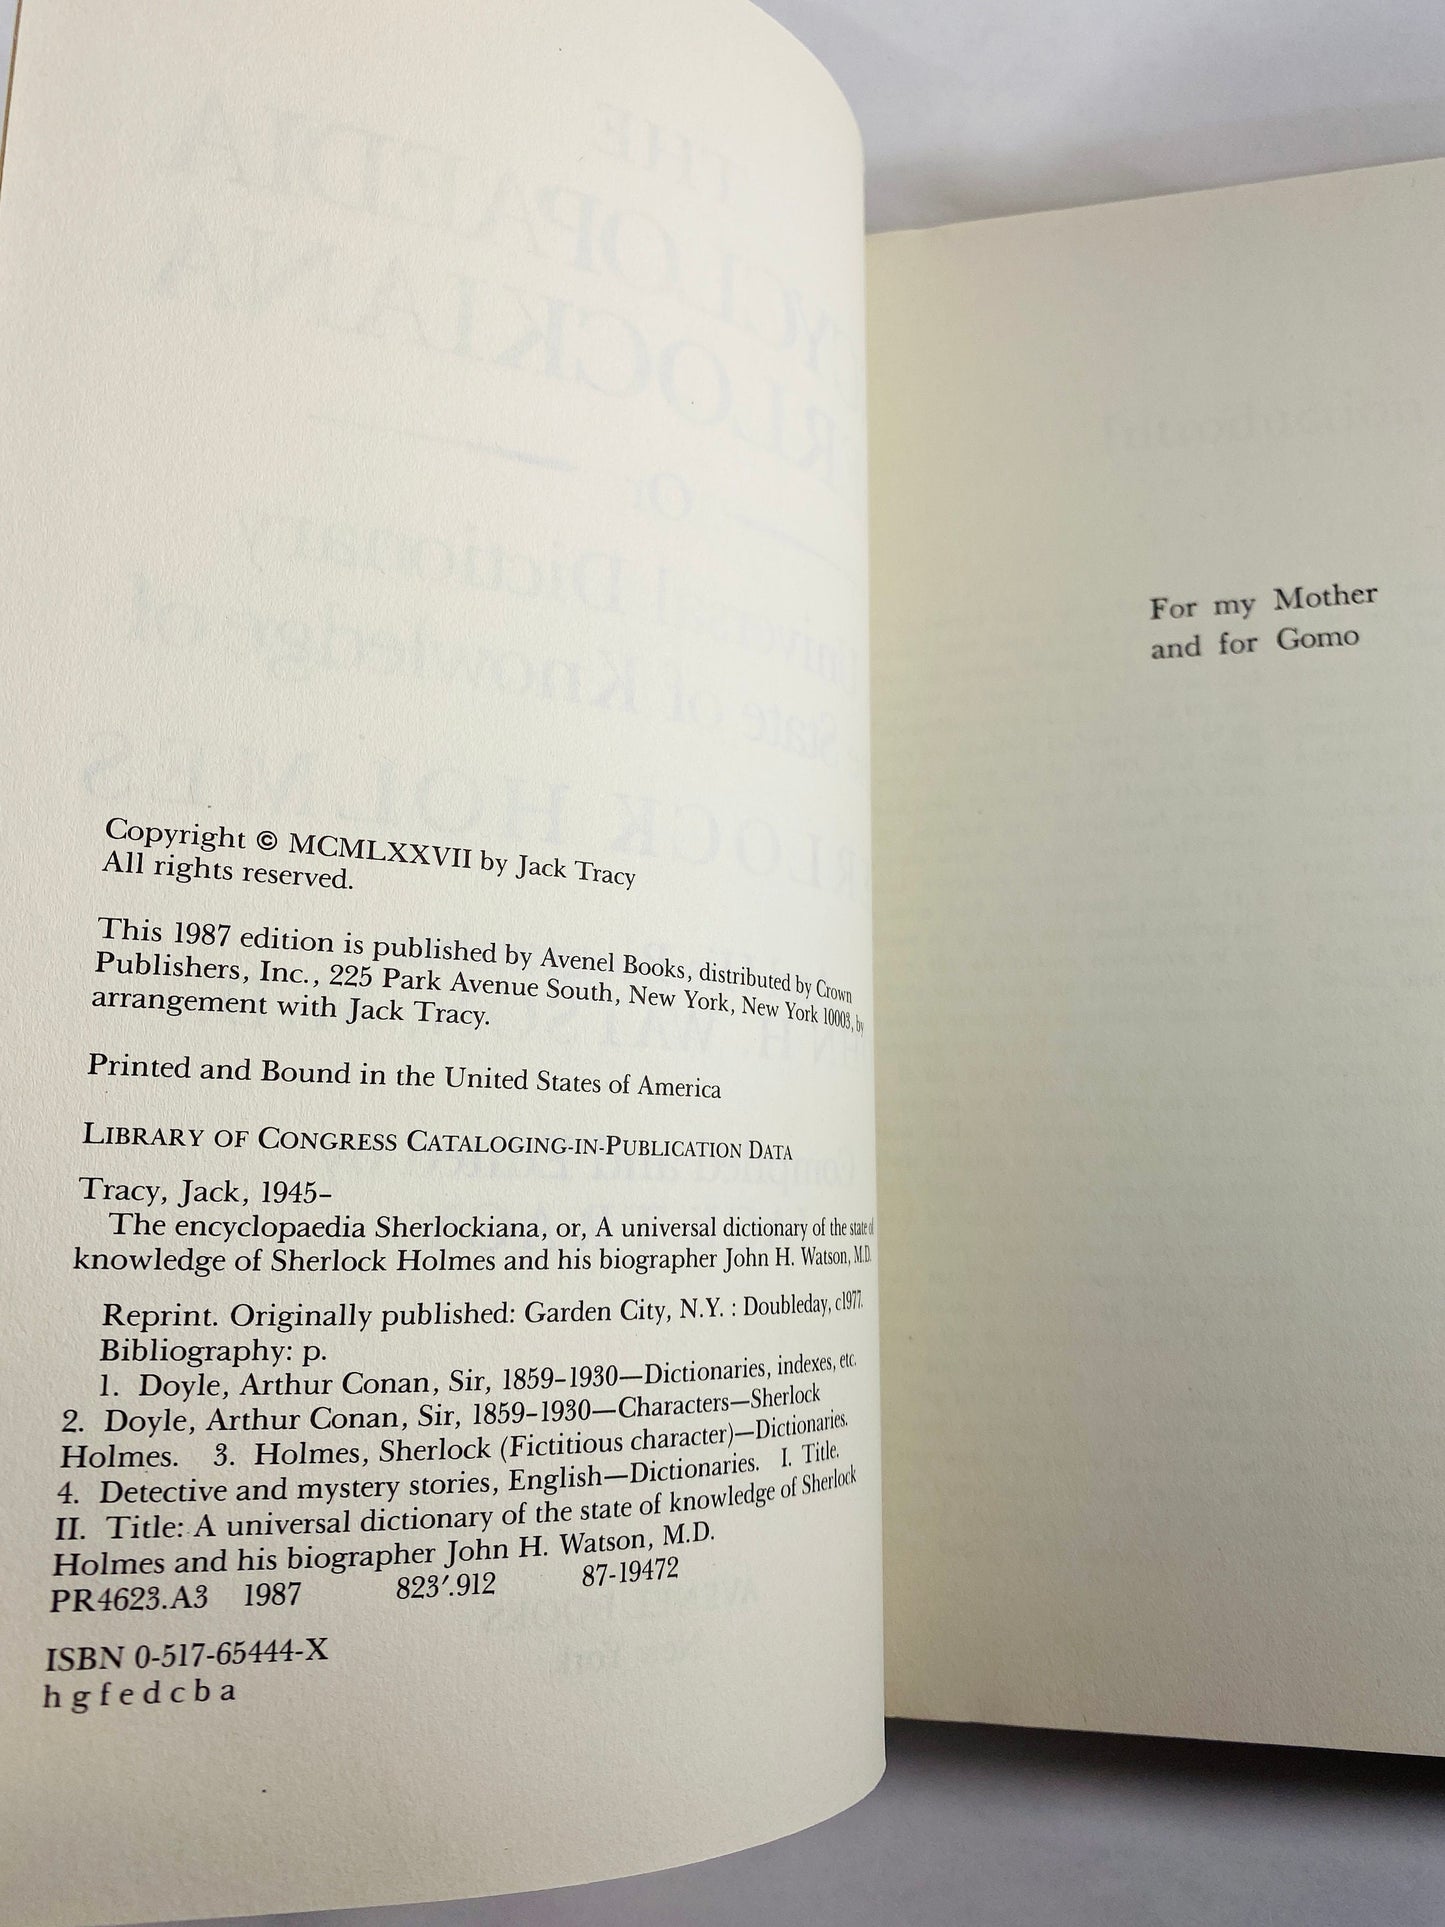 Copyright © MCMLXXVII by Jack Tracy
All rights reserved.
This 1987 edition is published by Avenel Books, distributed by Crown
Publishers, Inc., 225 Park Avenue South, New York, New York 10003, by
arrangement with Jack Tracy.
Printed and Bound in the United States of America
LIBRARY OF CONGRESS CATALOGING-IN-PUBLICATION DATA
Tracy, Jack, 1945–
The encyclopaedia Sherlockiana, or, A universal dictionary of the state of
knowledge of Sherlock Holmes and his biographer John H. Watson, M.D.
Reprint. Originally published: Garden City, N.Y. : Doubleday, c1977.
Bibliography: p.
1. Doyle, Arthur Conan, Sir, 1859–1930—Dictionaries, indexes, etc.
2. Doyle, Arthur Conan, Sir, 1859–1930—Characters—Sherlock
Holmes. 3. Holmes, Sherlock (Fictitious character)—Dictionaries.
4. Detective and mystery stories, English—Dictionaries. I. Title.
II. Title: A universal dictionary of the state of knowledge of Sherlock
Holmes and his biographer John H. Watson, M.D.
PR4623.A3 1987 823′.912 87-19472
ISBN 0-517-65444-X
h g f e d c b a
For my Mother
and for Gomo